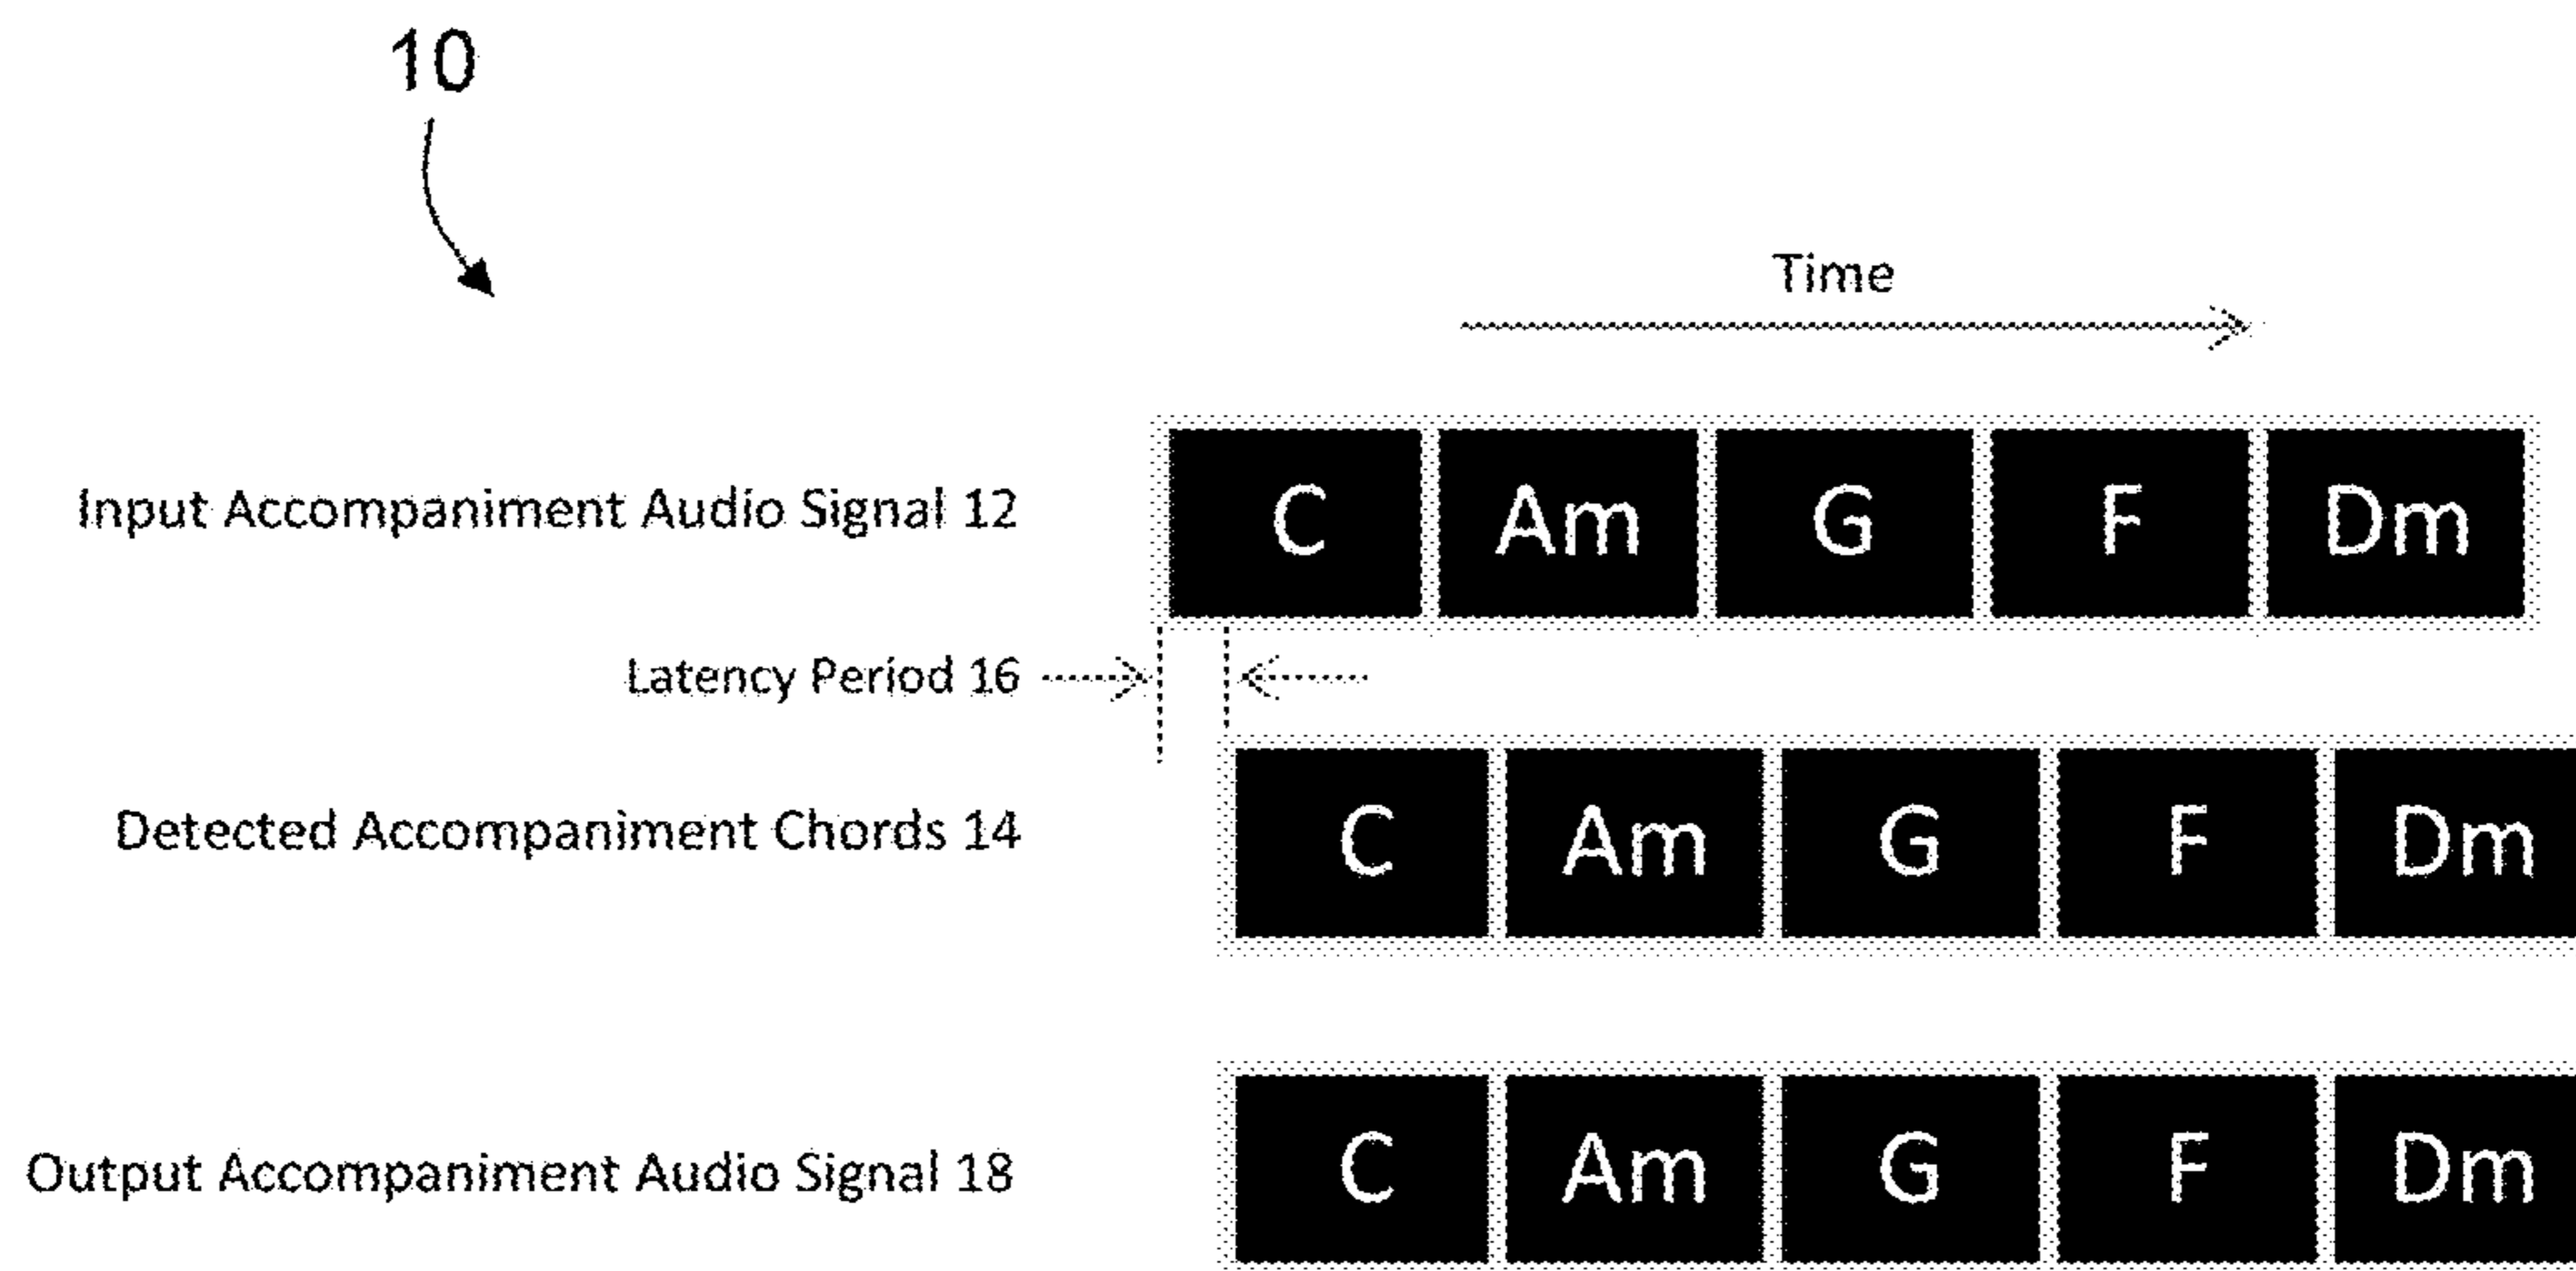 10
Time
Input Accompaniment Audio Signal 12 C Am G F Dm
Latency Period 16
Detected Accompaniment Chords 14 C Am G F Dm
Output Accompaniment Audio Signal 18 C Am G F Dm